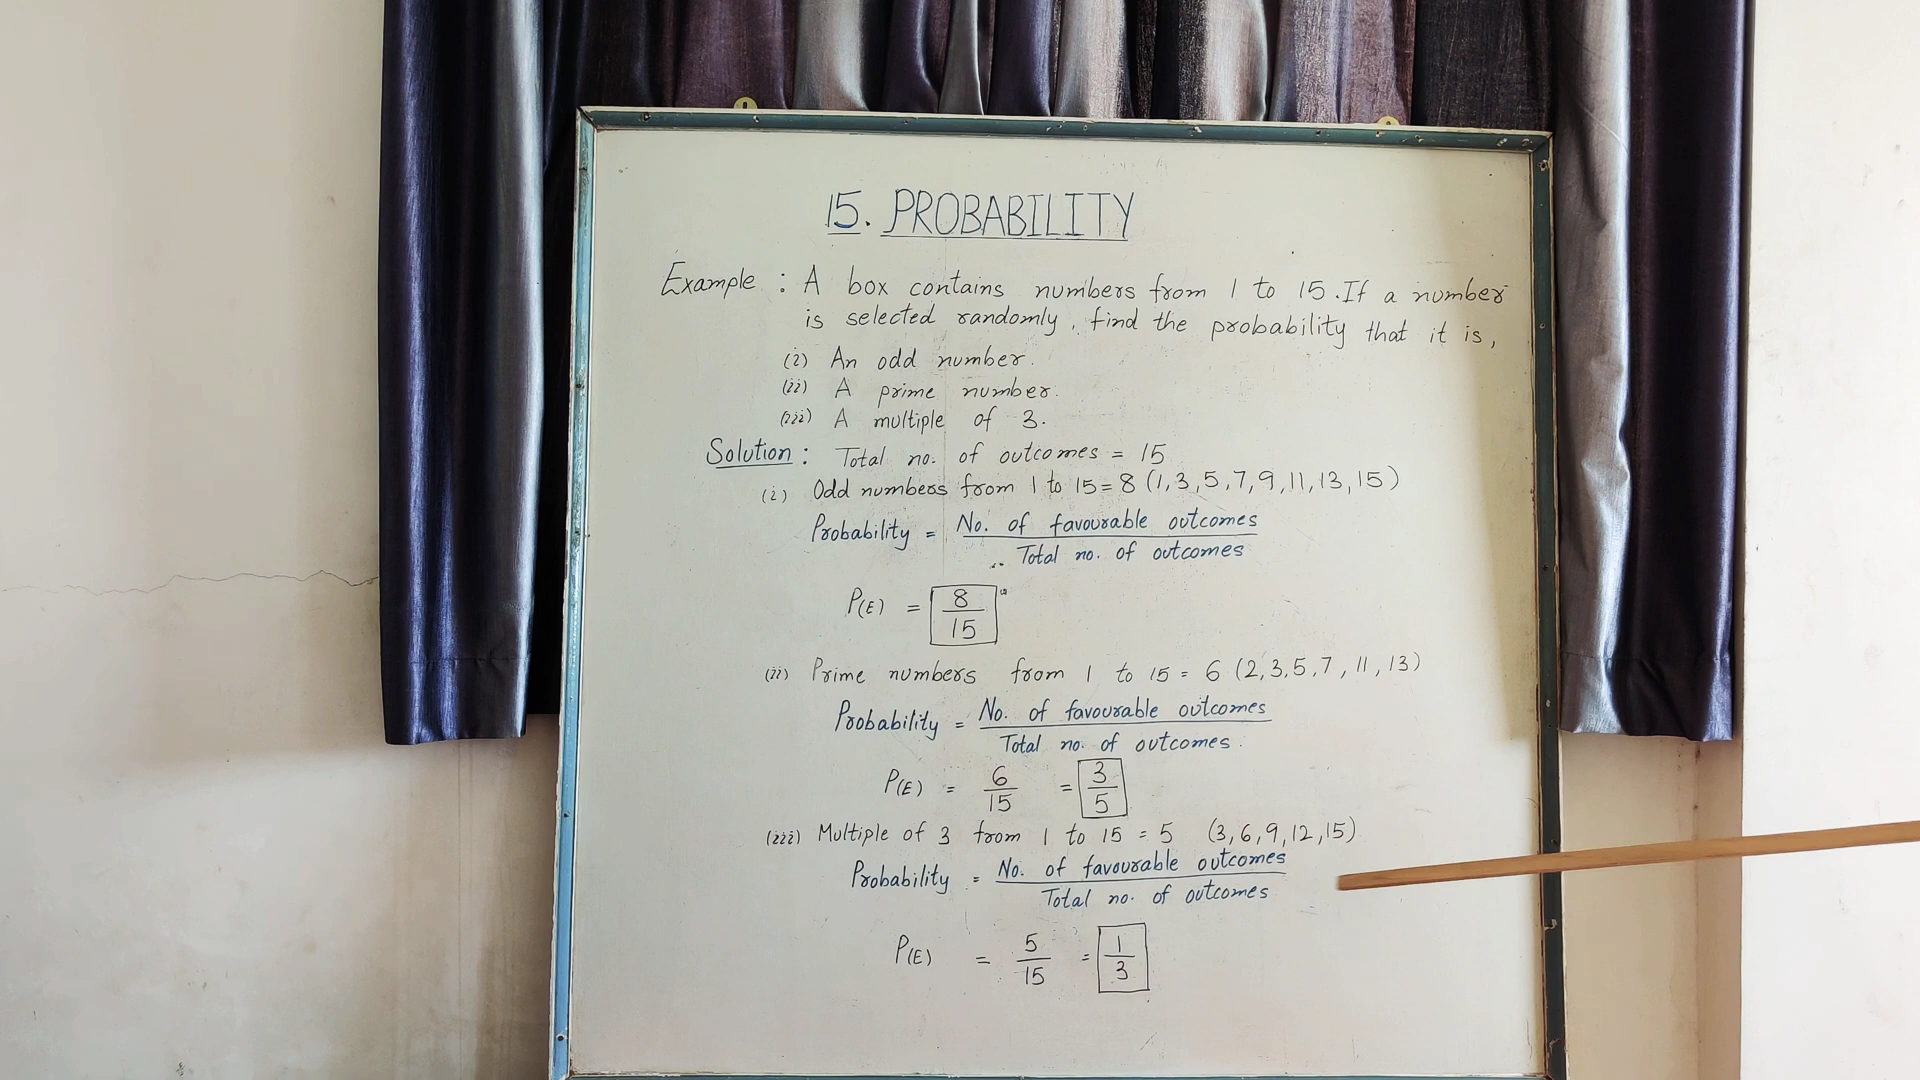 15. PROBABILITY
Example : A box contains numbers from 1 to 15. If a number
is selected randomly, find the probability that it is,
(i) An odd number.
(ii) A prime number.
(iii) A multiple of 3.
Solution : Total no. of outcomes = 15
(i) Odd numbers from 1 to 15 = 8 (1,3,5,7,9,11,13,15)
Probability = No. of favourable outcomes
Total no. of outcomes
P(E) = 8
15
(ii) Prime numbers from 1 to 15 = 6 (2,3,5,7,11,13)
Probability = No. of favourable outcomes
Total no. of outcomes.
P(E) = 6 = 3
15 5
(iii) Multiple of 3 from 1 to 15 = 5 (3,6,9,12,15)
Probability = No. of favourable outcomes
Total no. of outcomes
P(E) = 5 = 1
15 3